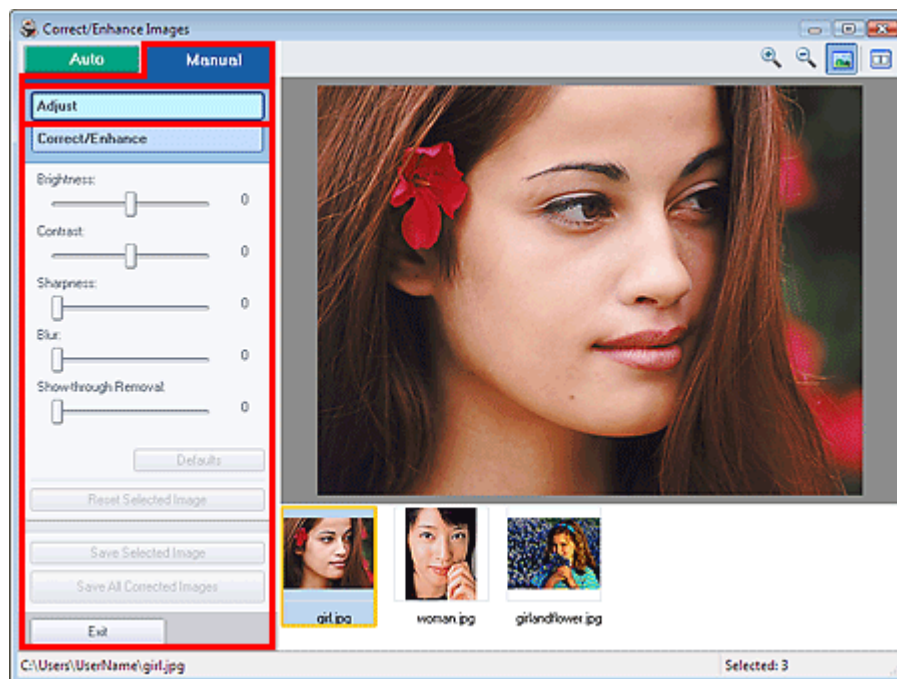 Correct/Enhance Images
Auto
Manual
Adjust
Correct/Enhance
Brightness:
0
Contrast:
0
Sharpness:
0
Blur:
0
Show-through Removal:
0
Defaults
Reset Selected Image
Save Selected Image
Save All Corrected Images
Exit
girl.jpg
woman.jpg
girlandflower.jpg
C:\Users\UserName\girl.jpg
Selected: 3